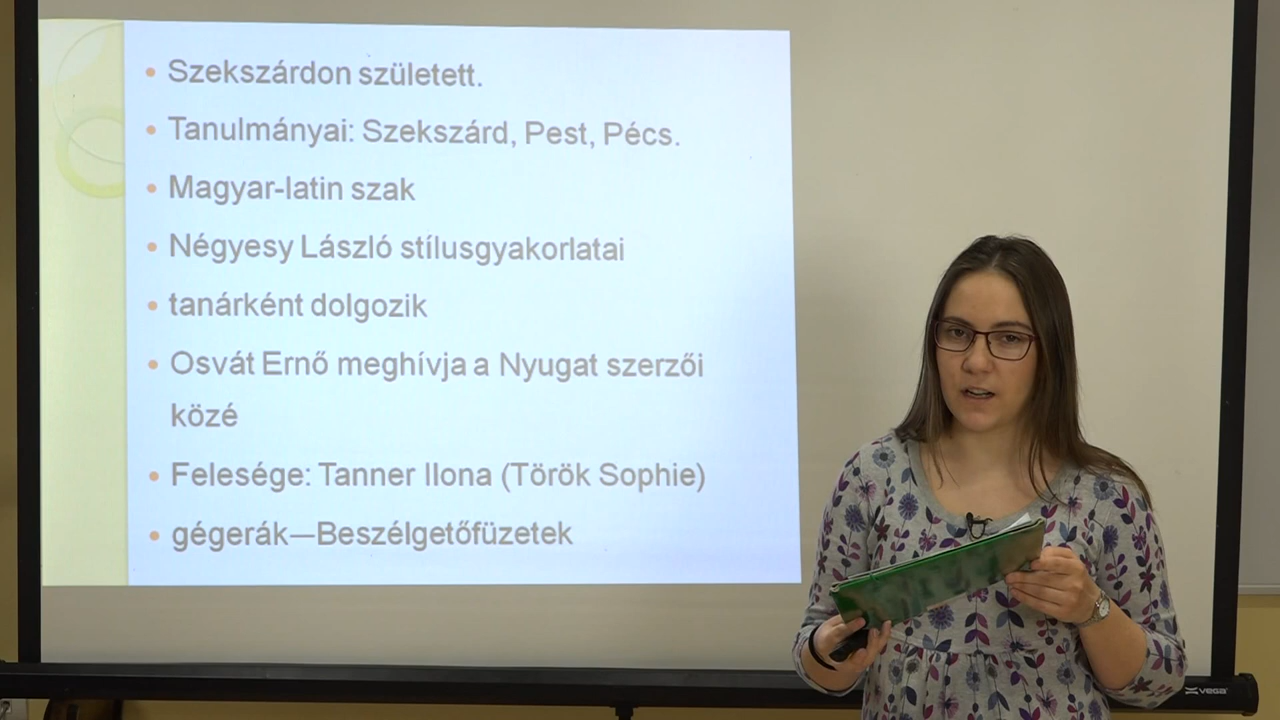 Szekszárdon született.
Tanulmányai: Szekszárd, Pest, Pécs.
Magyar-latin szak
Négyesy László stílusgyakorlatai
tanárként dolgozik
Osvát Ernő meghívja a Nyugat szerzői
közé
Felesége: Tanner Ilona (Török Sophie)
gégerák—Beszélgetőfüzetek
VEGA